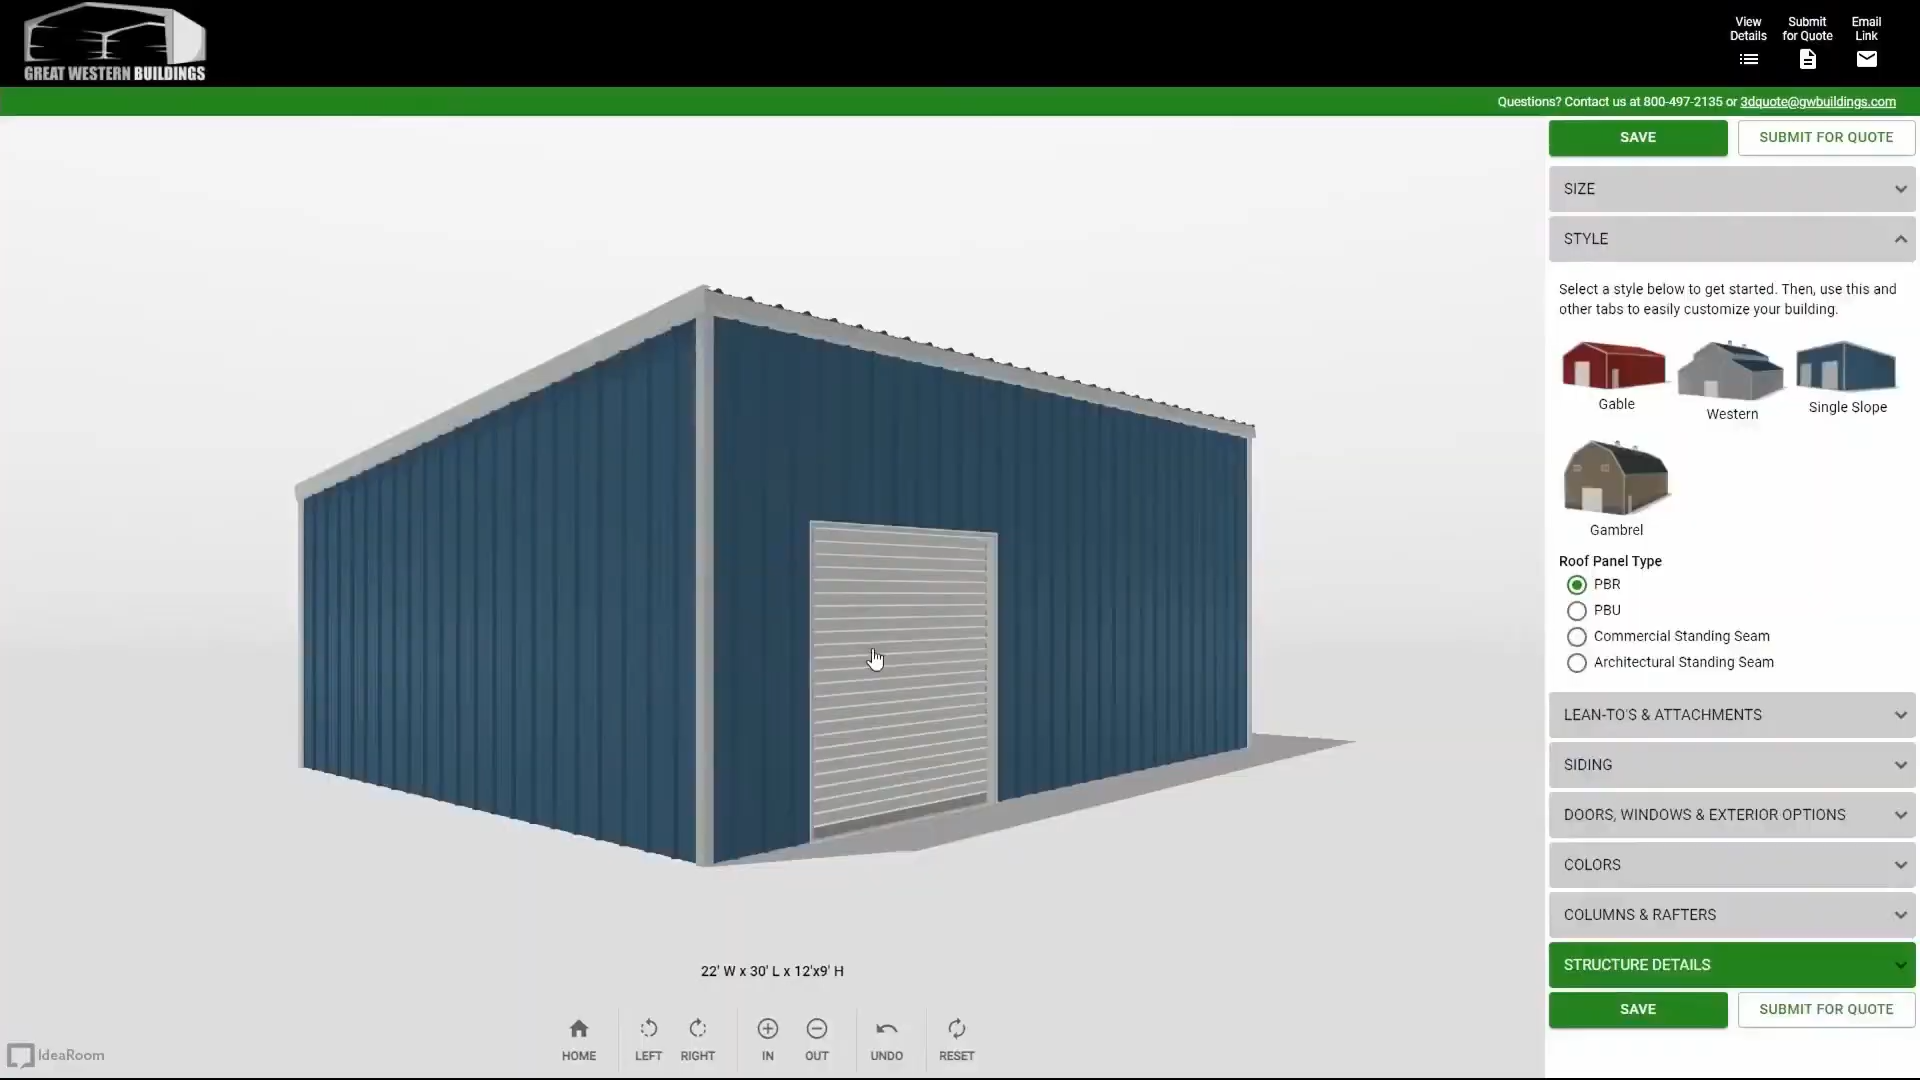 GREAT WESTERN BUILDINGS
View
Details
Submit
for Quote
Email
Link
Questions? Contact us at 800-497-2135 or 3dquote@gwbuildings.com
SAVE
SUBMIT FOR QUOTE
SIZE
STYLE
Select a style below to get started. Then, use this and
other tabs to easily customize your building.
Gable
Western
Single Slope
Gambrel
Roof Panel Type
PBR
PBU
Commercial Standing Seam
Architectural Standing Seam
LEAN-TO'S & ATTACHMENTS
SIDING
DOORS, WINDOWS & EXTERIOR OPTIONS
COLORS
COLUMNS & RAFTERS
STRUCTURE DETAILS
SAVE
SUBMIT FOR QUOTE
22' W x 30' L x 12'x9' H
HOME
LEFT
RIGHT
IN
OUT
UNDO
RESET
IdeaRoom